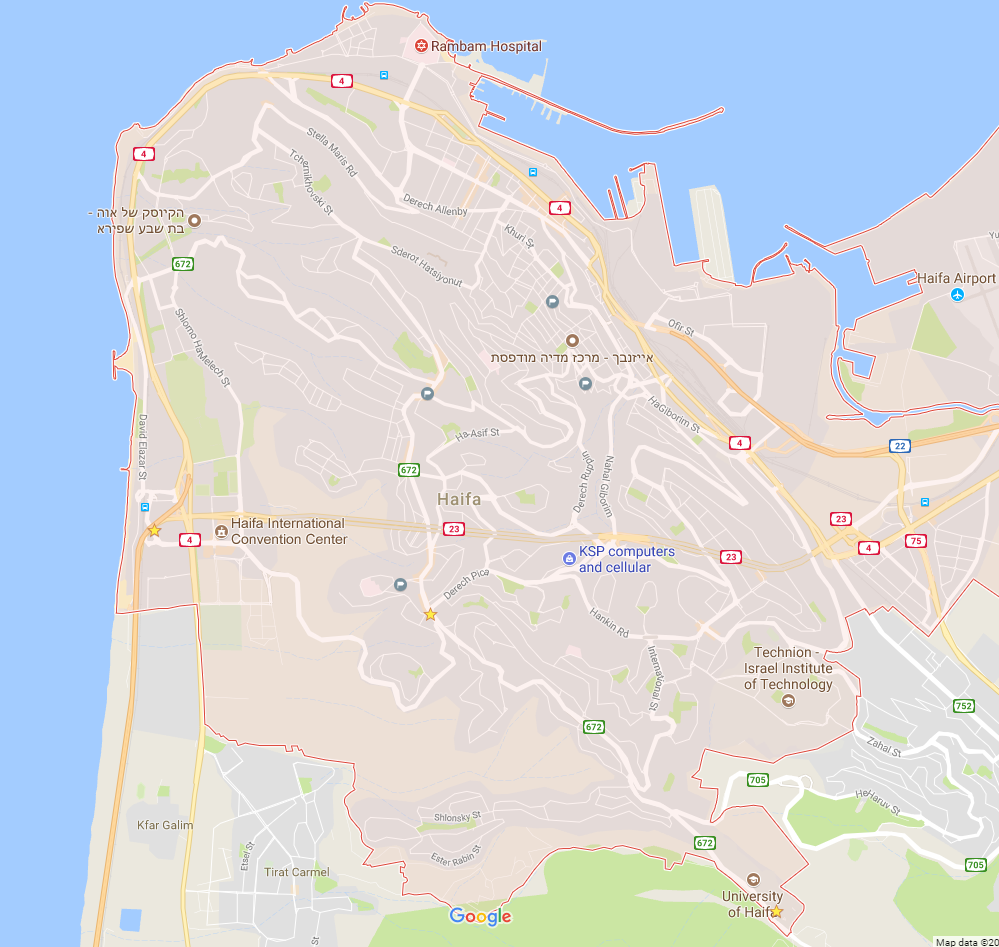 Rambam Hospital
4
4
Stella Maris Rd
Tchernikhovski St
Derech Allenby
4
הקיוסק של אוה -
בת שבע שפירא
Khuri St
672
Sderot Hatsiyonut
Haifa Airport
Shlomo HaMelech St
Ofir St
אייזנבך - מרכז מדיה מודפסת
HaGiborim St
David Elazar St
Ha-Asif St
4
22
672
Derech Rupin
Nahal Giborim
Haifa
23
Haifa International
Convention Center
4
23
4
75
KSP computers
and cellular
23
Derech Pica
Hankin Rd
International St
Technion -
Israel Institute
of Technology
752
672
Zahal St
705
HeHaruv St
Kfar Galim
Shlonsky St
672
Ester Rabin St
Etsel St
705
Tirat Carmel
University
of Haifa
Google
Map data ©20